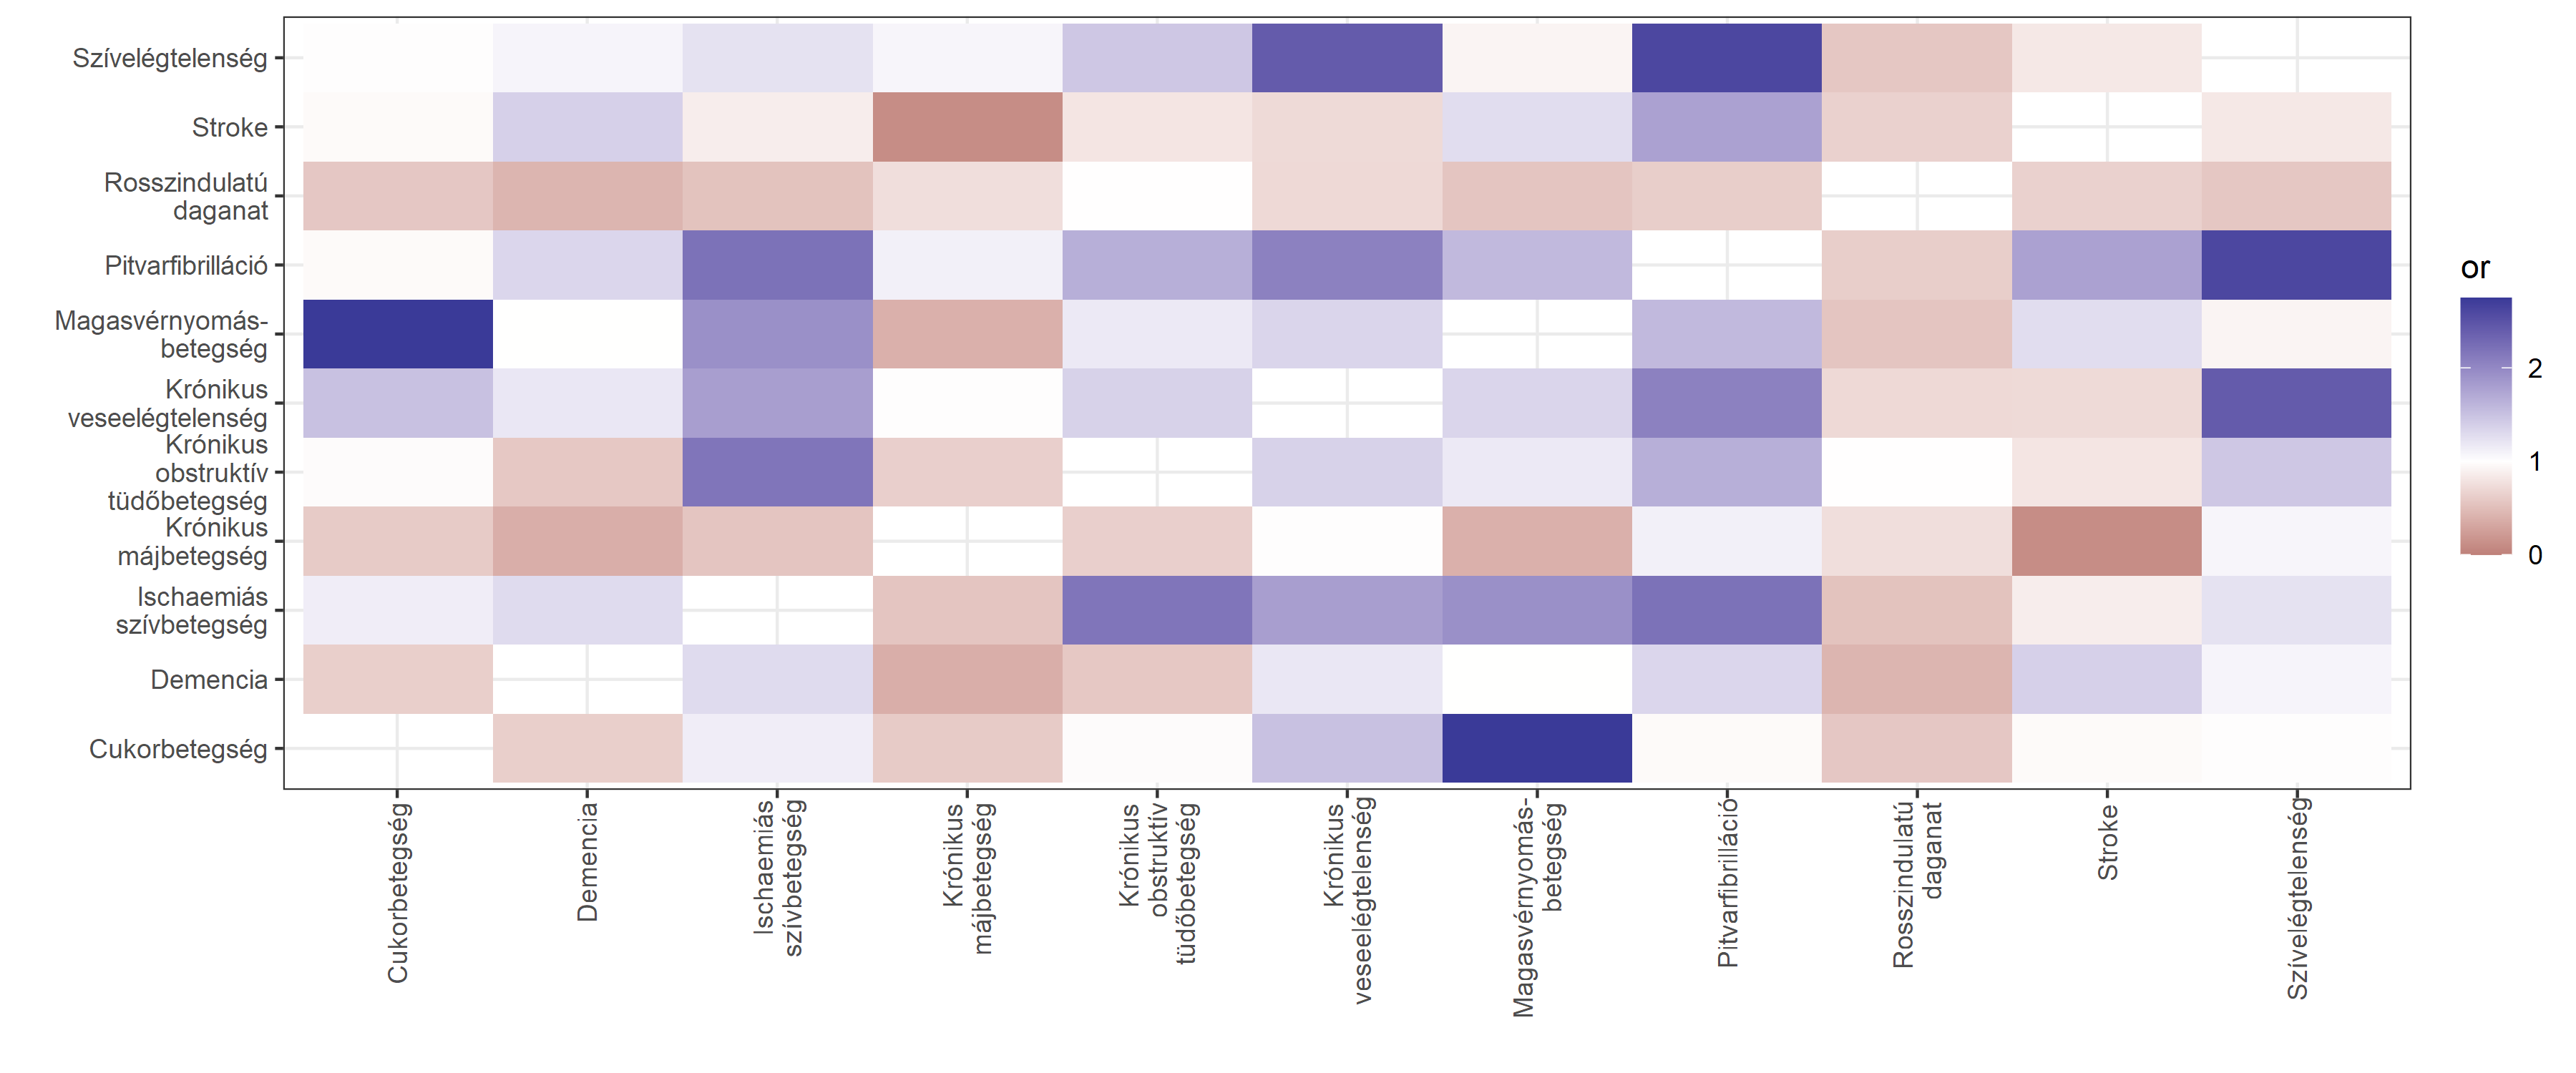 Szívelégtelenség
Stroke
Rosszindulatú
daganat
Pitvarfibrilláció
Magasvérnyomás-
betegség
Krónikus
veseelégtelenség
Krónikus
obstruktív
tüdőbetegség
Krónikus
májbetegség
Ischaemiás
szívbetegség
Demencia
Cukorbetegség
Cukorbetegség
Demencia
Ischaemiás
szívbetegség
Krónikus
májbetegség
Krónikus
obstruktív
tüdőbetegség
Krónikus
veseelégtelenség
Magasvérnyomás-
betegség
Pitvarfibrilláció
Rosszindulatú
daganat
Stroke
Szívelégtelenség
or
2
1
0